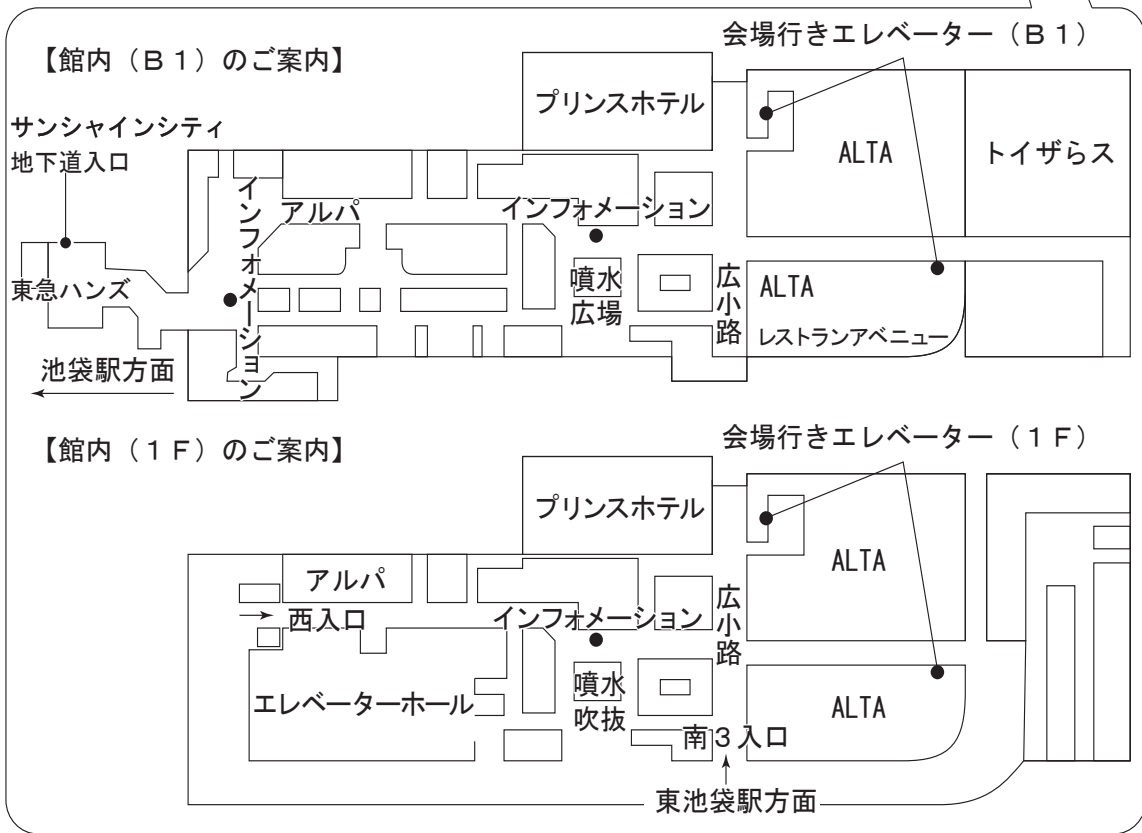 【館内（Ｂ１）のご案内】
会場行きエレベーター（Ｂ１）
プリンスホテル
サンシャインシティ
地下道入口
ALTA
トイザらス
インフォメーション
アルパ
インフォメーション
東急ハンズ
噴水
広場
広小路
ALTA
レストランアベニュー
池袋駅方面
【館内（１Ｆ）のご案内】
会場行きエレベーター（１Ｆ）
プリンスホテル
アルパ
ALTA
西入口
インフォメーション
広小路
エレベーターホール
噴水
吹抜
ALTA
南３入口
東池袋駅方面